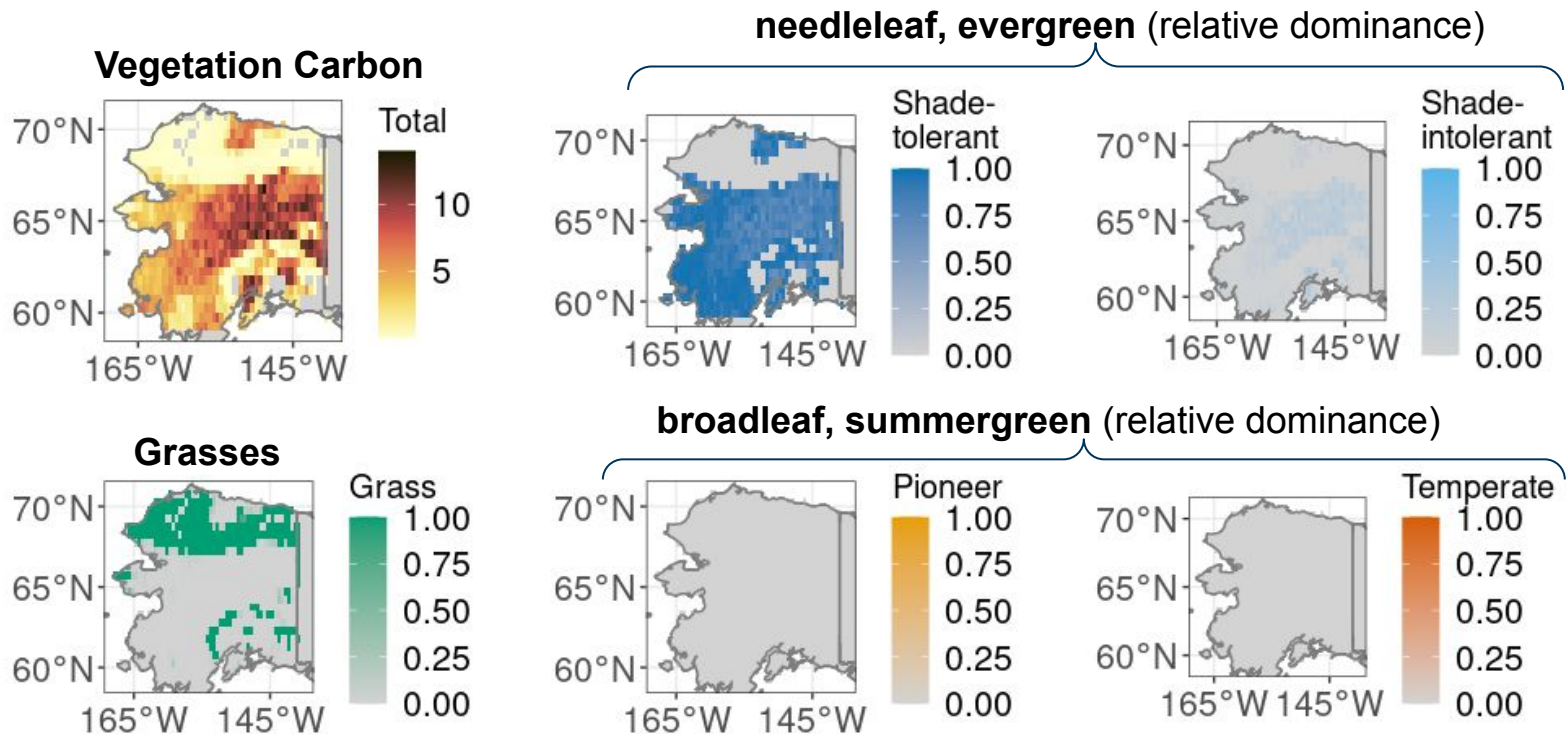 needleleaf, evergreen (relative dominance)
Vegetation Carbon
70°N
65°N
60°N
165°W 145°W
Total
10
5
70°N
65°N
60°N
165°W 145°W
Shade-
tolerant
1.00
0.75
0.50
0.25
0.00
70°N
65°N
60°N
165°W 145°W
Shade-
intolerant
1.00
0.75
0.50
0.25
0.00
broadleaf, summergreen (relative dominance)
Grasses
70°N
65°N
60°N
165°W 145°W
Grass
1.00
0.75
0.50
0.25
0.00
70°N
65°N
60°N
165°W 145°W
Pioneer
1.00
0.75
0.50
0.25
0.00
70°N
65°N
60°N
165°W 145°W
Temperate
1.00
0.75
0.50
0.25
0.00